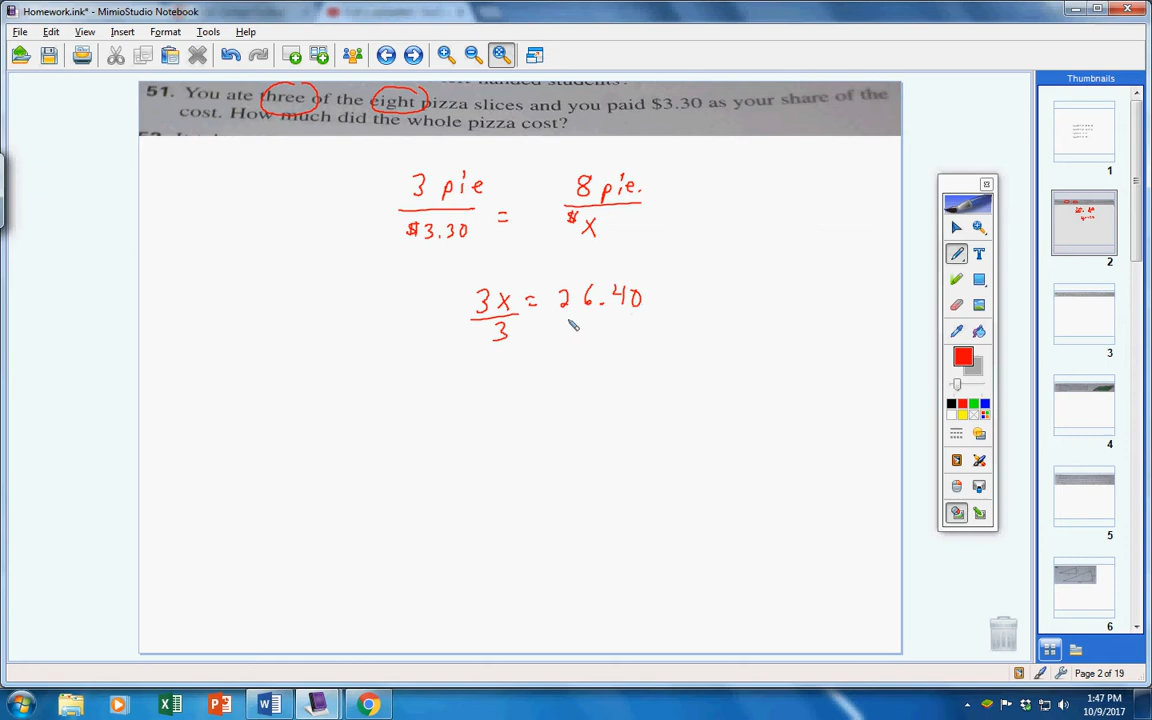 Homework.ink* - MimioStudio Notebook
File Edit View Insert Format Tools Help
51. You ate three of the eight pizza slices and you paid $3.30 as your share of the
cost. How much did the whole pizza cost?
3 pie
$3.30
=
8 pie.
$ x
3x = 26.40
3
Thumbnails
1
2
3
4
5
6
Page 2 of 19
1:47 PM
10/9/2017